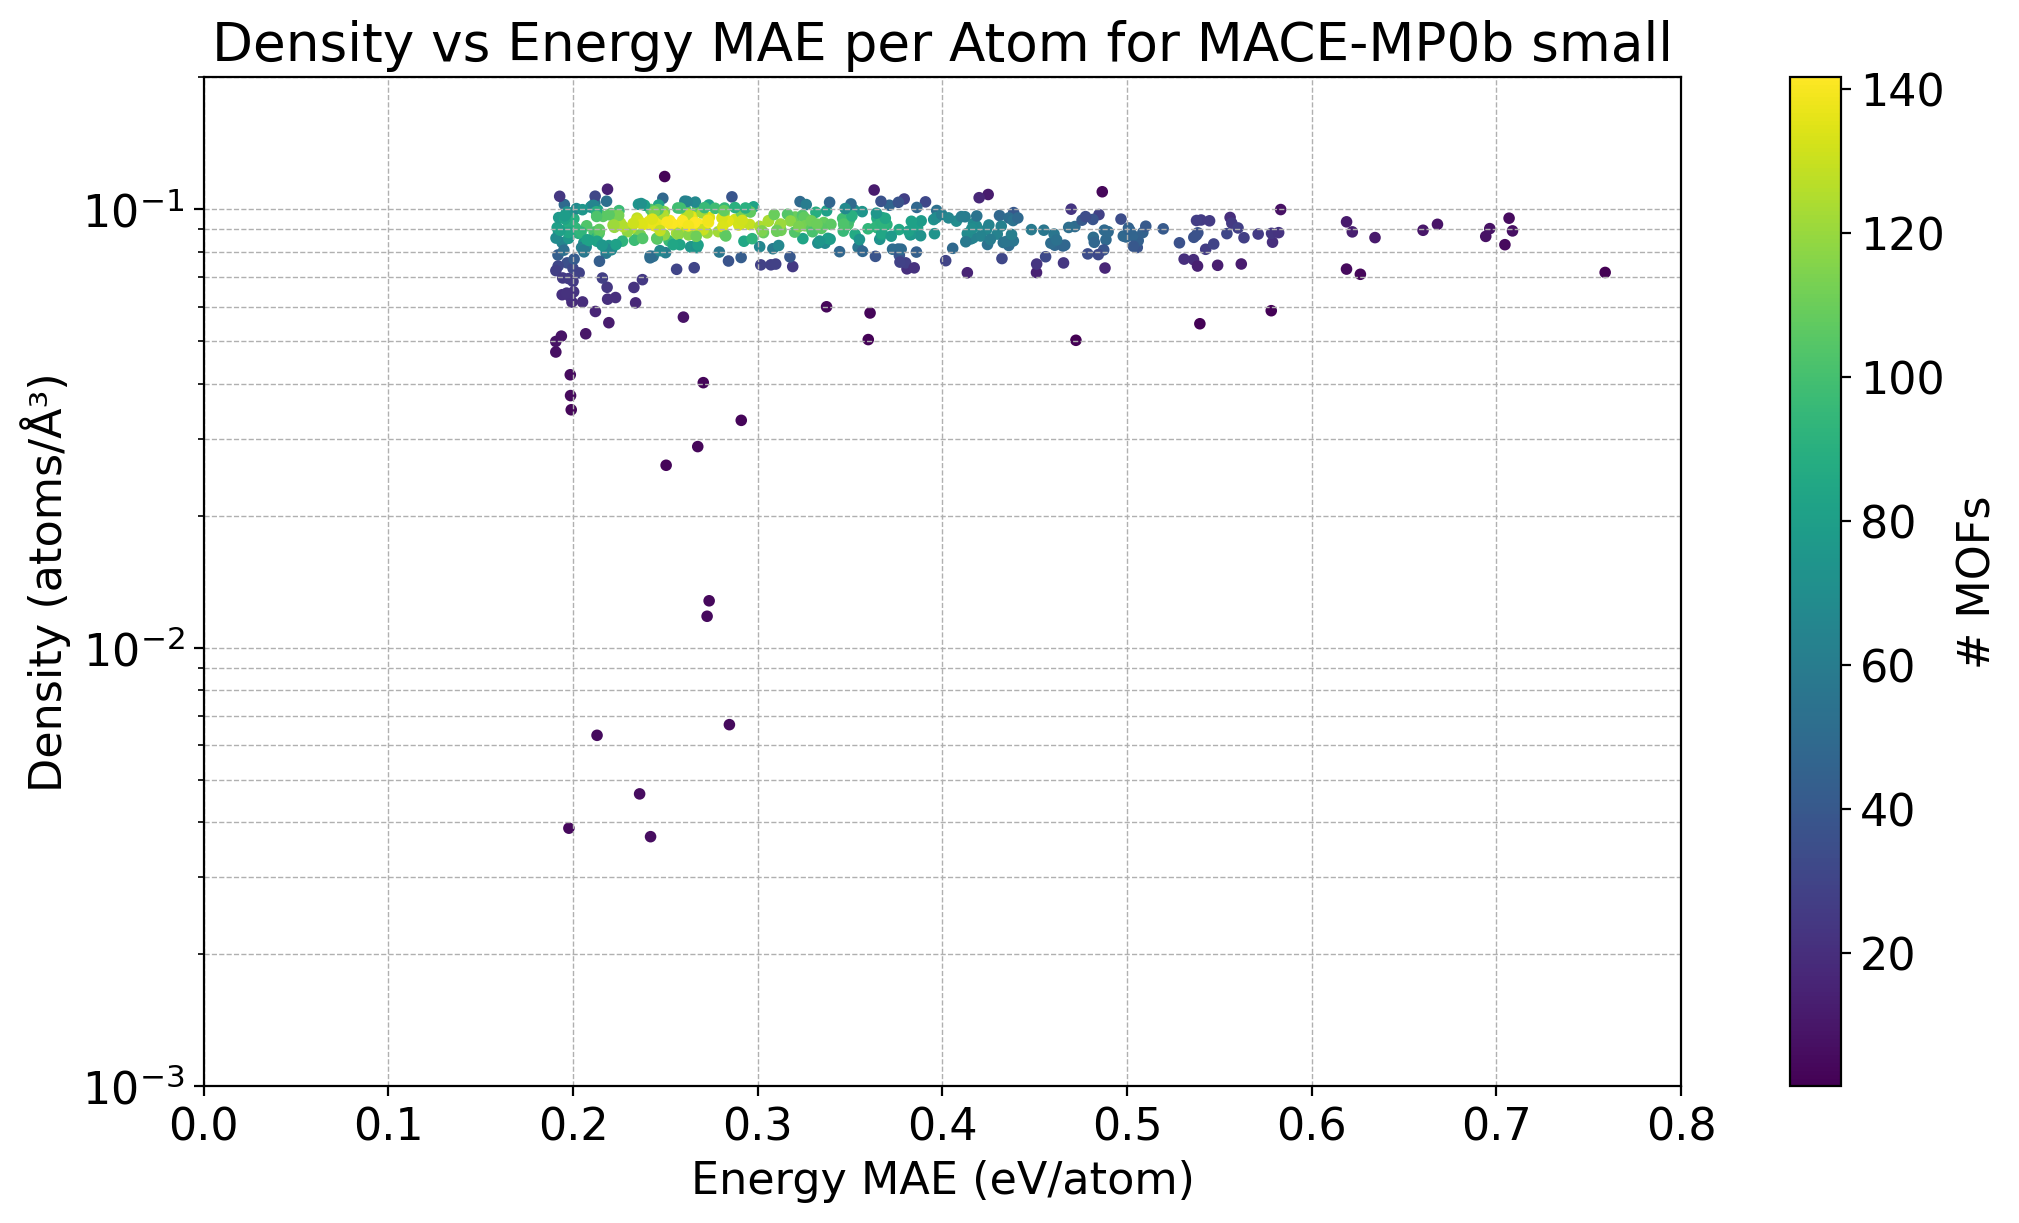 Density vs Energy MAE per Atom for MACE-MP0b small
Density (atoms/Å³)
10⁻¹
10⁻²
10⁻³
0.0 0.1 0.2 0.3 0.4 0.5 0.6 0.7 0.8
Energy MAE (eV/atom)
140
120
100
80
60
40
20
# MOFs